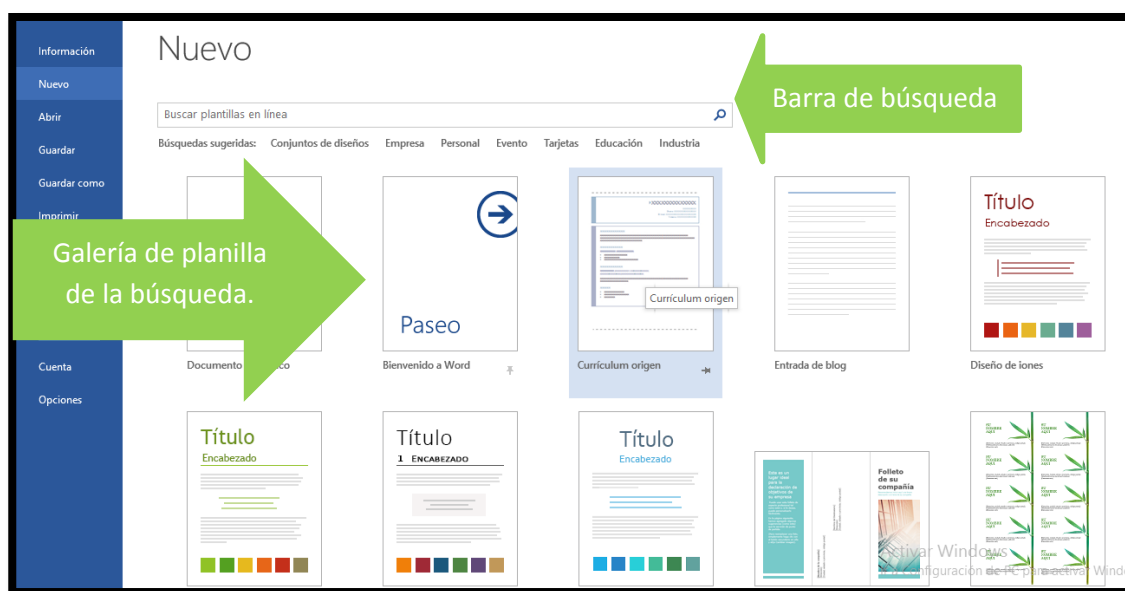 Información
Nuevo
Abrir
Guardar
Guardar como
Imprimir
Cuenta
Opciones
Nuevo
Buscar plantillas en línea
Barra de búsqueda
Búsquedas sugeridas: Conjuntos de diseños Empresa Personal Evento Tarjetas Educación Industria
Galería de planilla
de la búsqueda.
Paseo
Currículum origen
Título
Encabezado
Documento
Bienvenido a Word
Currículum origen
Entrada de blog
Diseño de iones
Título
Encabezado
Título
1 ENCABEZADO
Título
Encabezado
Folleto
de su
compañía
Activar Windows